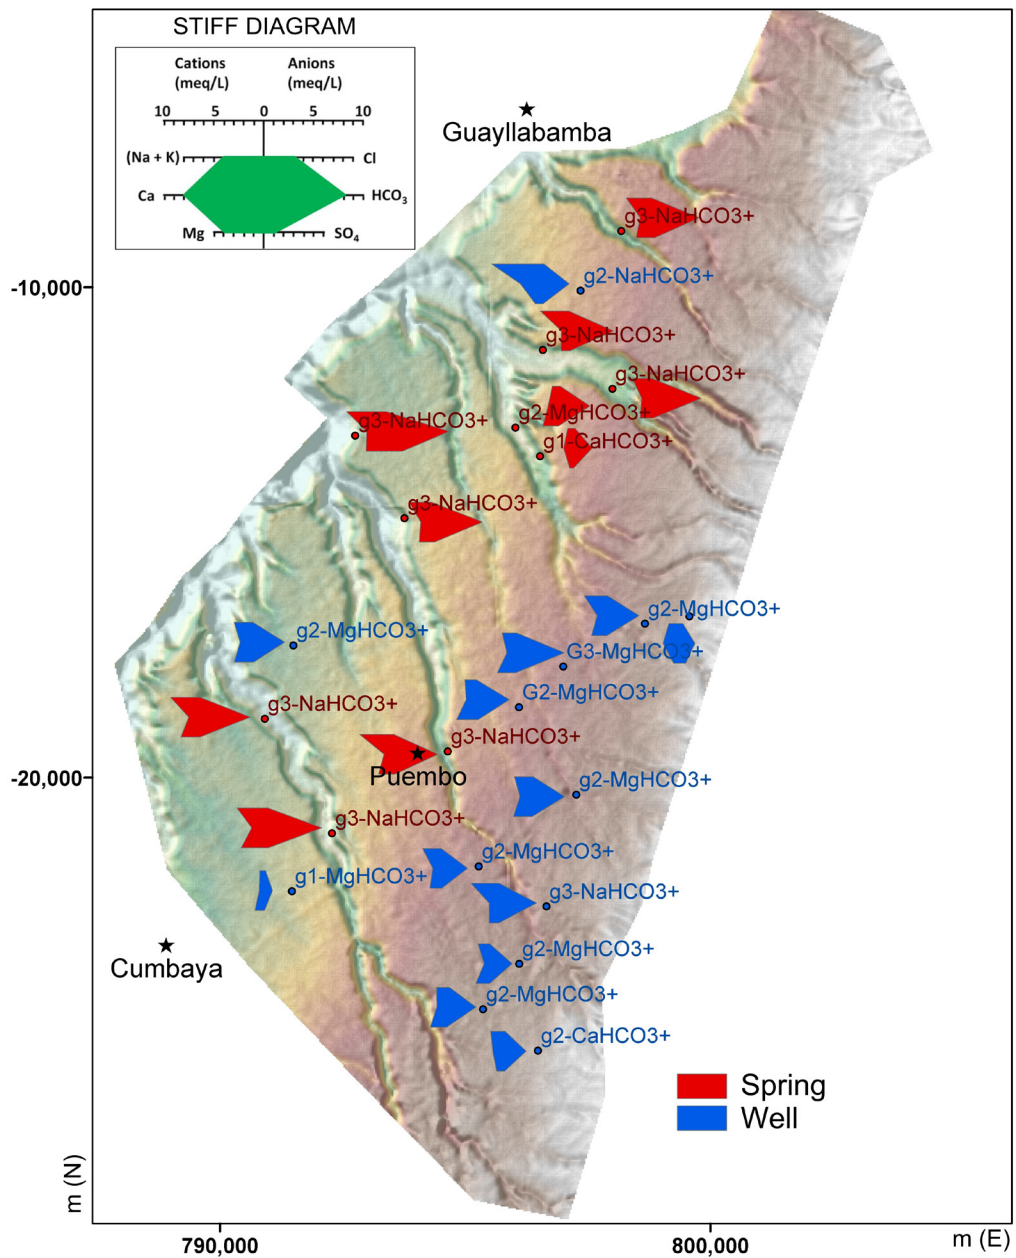 STIFF DIAGRAM
Cations
(meq/L)
Anions
(meq/L)
10 5 0 5 10
(Na + K) Cl
Ca HCO3
Mg SO4
Guayllabamba
g3-NaHCO3+
g2-NaHCO3+
-10,000
g3-NaHCO3+
g3-NaHCO3+
g2-MgHCO3+
g3-NaHCO3+
g1-CaHCO3+
g3-NaHCO3+
g2-MgHCO3+
g2-MgHCO3+
G3-MgHCO3+
G2-MgHCO3+
g3-NaHCO3+
g3-NaHCO3+
Puembo
-20,000
g2-MgHCO3+
g3-NaHCO3+
g2-MgHCO3+
g1-MgHCO3+
g3-NaHCO3+
Cumbaya
g2-MgHCO3+
g2-MgHCO3+
g2-CaHCO3+
Spring
Well
m (N)
790,000
800,000
m (E)